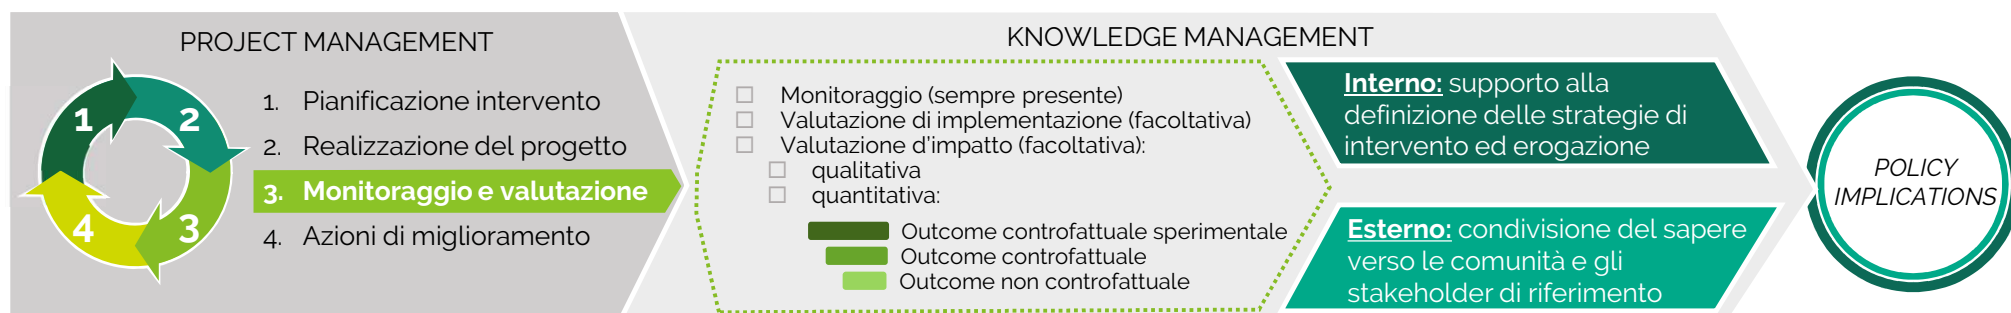 PROJECT MANAGEMENT
1
2
3
4
1. Pianificazione intervento
2. Realizzazione del progetto
3. Monitoraggio e valutazione
4. Azioni di miglioramento
KNOWLEDGE MANAGEMENT
Monitoraggio (sempre presente)
Valutazione di implementazione (facoltativa)
Valutazione d'impatto (facoltativa):
qualitativa
quantitativa:
Outcome controfattuale sperimentale
Outcome controfattuale
Outcome non controfattuale
Interno: supporto alla
definizione delle strategie di
intervento ed erogazione
Esterno: condivisione del sapere
verso le comunità e gli
stakeholder di riferimento
POLICY
IMPLICATIONS